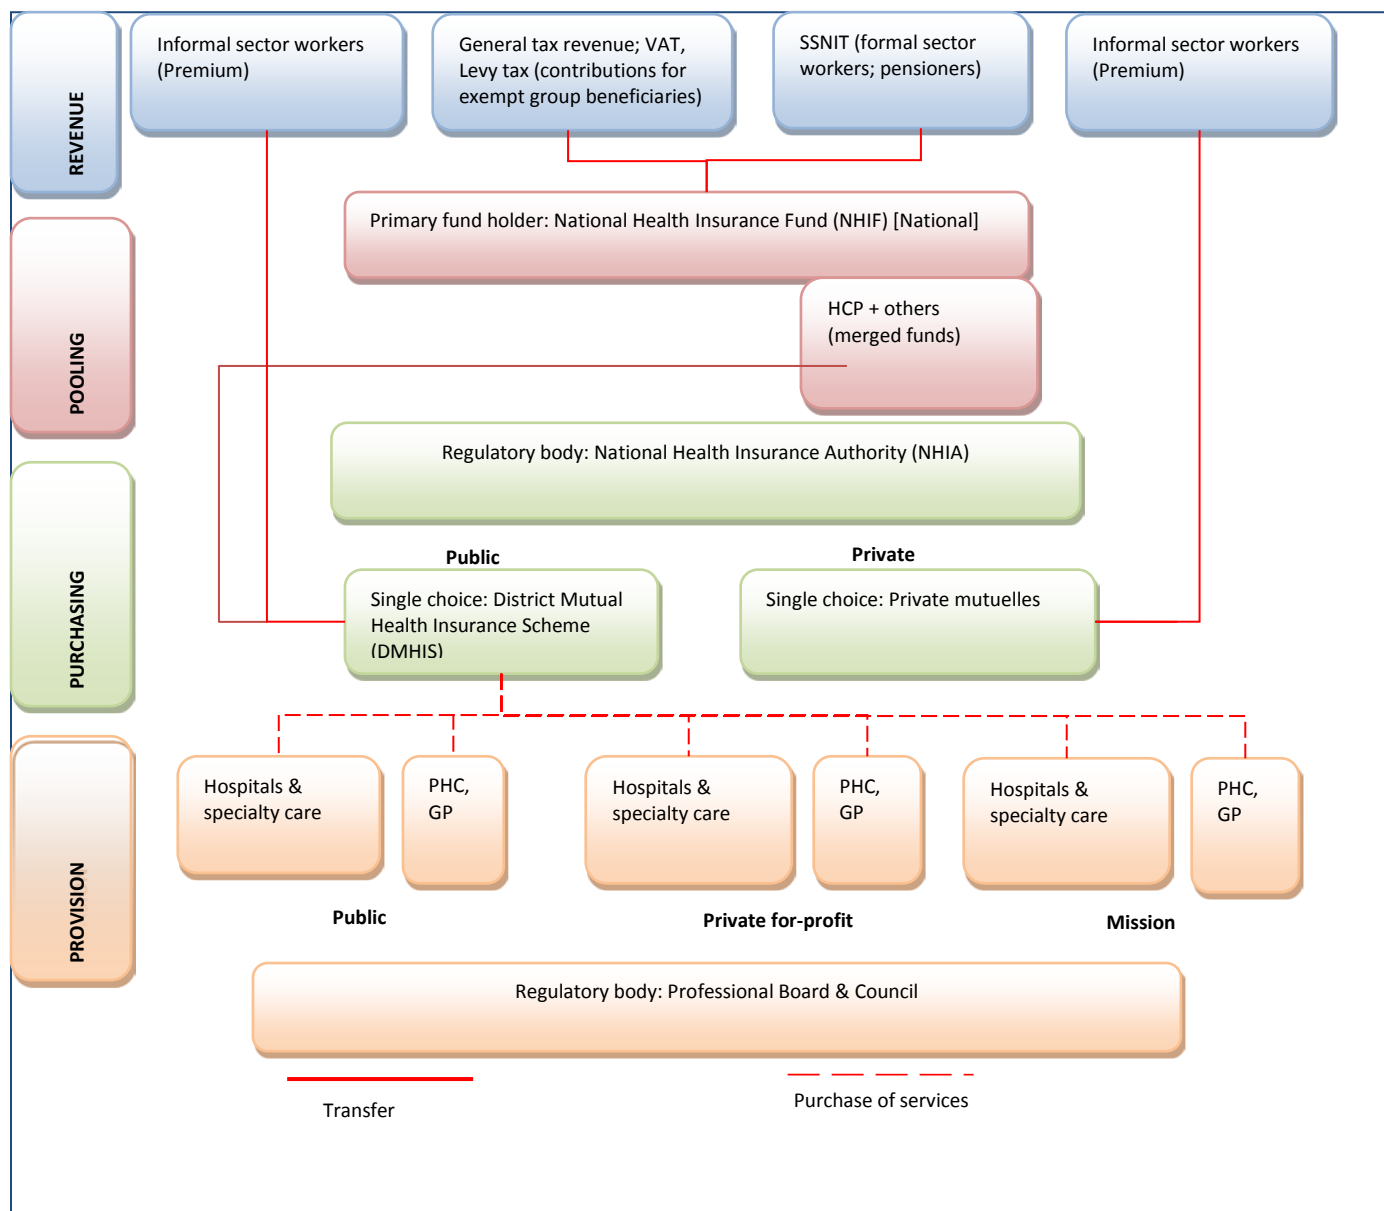 REVENUE
Informal sector workers
(Premium)
General tax revenue; VAT,
Levy tax (contributions for
exempt group beneficiaries)
SSNIT (formal sector
workers; pensioners)
Informal sector workers
(Premium)
POOLING
Primary fund holder: National Health Insurance Fund (NHIF) [National]
HCP + others
(merged funds)
PURCHASING
Regulatory body: National Health Insurance Authority (NHIA)
Public
Private
Single choice: District Mutual
Health Insurance Scheme
(DMHIS)
Single choice: Private mutuelles
PROVISION
Hospitals &
specialty care
PHC,
GP
Hospitals &
specialty care
PHC,
GP
Hospitals &
specialty care
PHC,
GP
Public
Private for-profit
Mission
Regulatory body: Professional Board & Council
Transfer
Purchase of services